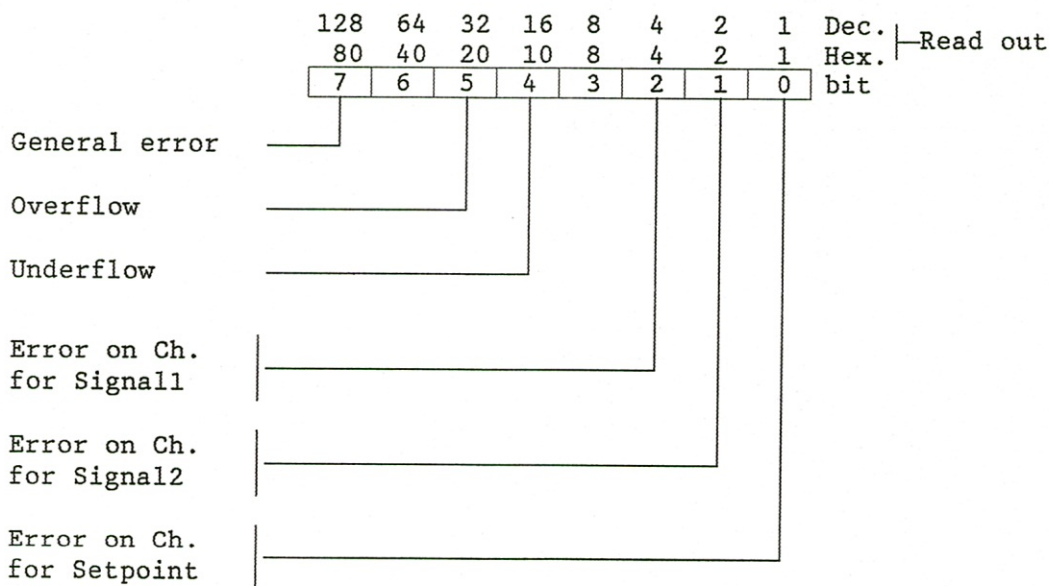 128 64 32 16 8 4 2 1 Dec.
80 40 20 10 8 4 2 1 Hex.
Read out
7 6 5 4 3 2 1 0 bit
General error
Overflow
Underflow
Error on Ch.
for Signal1
Error on Ch.
for Signal2
Error on Ch.
for Setpoint